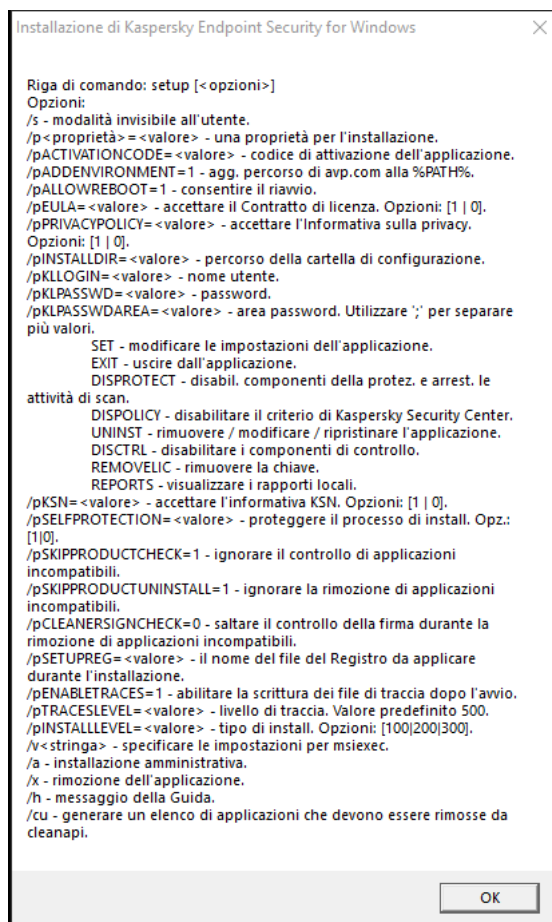 Installazione di Kaspersky Endpoint Security for Windows
Riga di comando: setup [<opzioni>]
Opzioni:
/s - modalità invisibile all'utente.
/p<proprietà>=<valore> - una proprietà per l'installazione.
/pACTIVATIONCODE=<valore> - codice di attivazione dell'applicazione.
/pADDENVIRONMENT=1 - agg. percorso di avp.com alla %PATH%.
/pALLOWREBOOT=1 - consentire il riavvio.
/pEULA=<valore> - accettare il Contratto di licenza. Opzioni: [1 | 0].
/pPRIVACYPOLICY=<valore> - accettare l'Informativa sulla privacy.
Opzioni: [1 | 0].
/pINSTALLDIR=<valore> - percorso della cartella di configurazione.
/pKLLOGIN=<valore> - nome utente.
/pKLPASSWD=<valore> - password.
/pKLPASSWDAREA=<valore> - area password. Utilizzare ';' per separare
più valori.
SET - modificare le impostazioni dell'applicazione.
EXIT - uscire dall'applicazione.
DISPROTECT - disabil. componenti della protez. e arrest. le
attività di scan.
DISPOLICY - disabilitare il criterio di Kaspersky Security Center.
UNINST - rimuovere / modificare / ripristinare l'applicazione.
DISCTRL - disabilitare i componenti di controllo.
REMOVELIC - rimuovere la chiave.
REPORTS - visualizzare i rapporti locali.
/pKSN=<valore> - accettare l'informativa KSN. Opzioni: [1 | 0].
/pSELFPROTECTION=<valore> - proteggere il processo di install. Opz.:
[1|0].
/pSKIPPRODUCTCHECK=1 - ignorare il controllo di applicazioni
incompatibili.
/pSKIPPRODUCTUNINSTALL=1 - ignorare la rimozione di applicazioni
incompatibili.
/pCLEANERSIGNCHECK=0 - saltare il controllo della firma durante la
rimozione di applicazioni incompatibili.
/pSETUPREG=<valore> - il nome del file del Registro da applicare
durante l'installazione.
/pENABLETRACES=1 - abilitare la scrittura dei file di traccia dopo l'avvio.
/pTRACESLEVEL=<valore> - livello di traccia. Valore predefinito 500.
/pINSTALLLEVEL=<valore> - tipo di install. Opzioni: [100|200|300].
/v<stringa> - specificare le impostazioni per msiexec.
/a - installazione amministrativa.
/x - rimozione dell'applicazione.
/h - messaggio della Guida.
/cu - generare un elenco di applicazioni che devono essere rimosse da
cleanapi.
OK